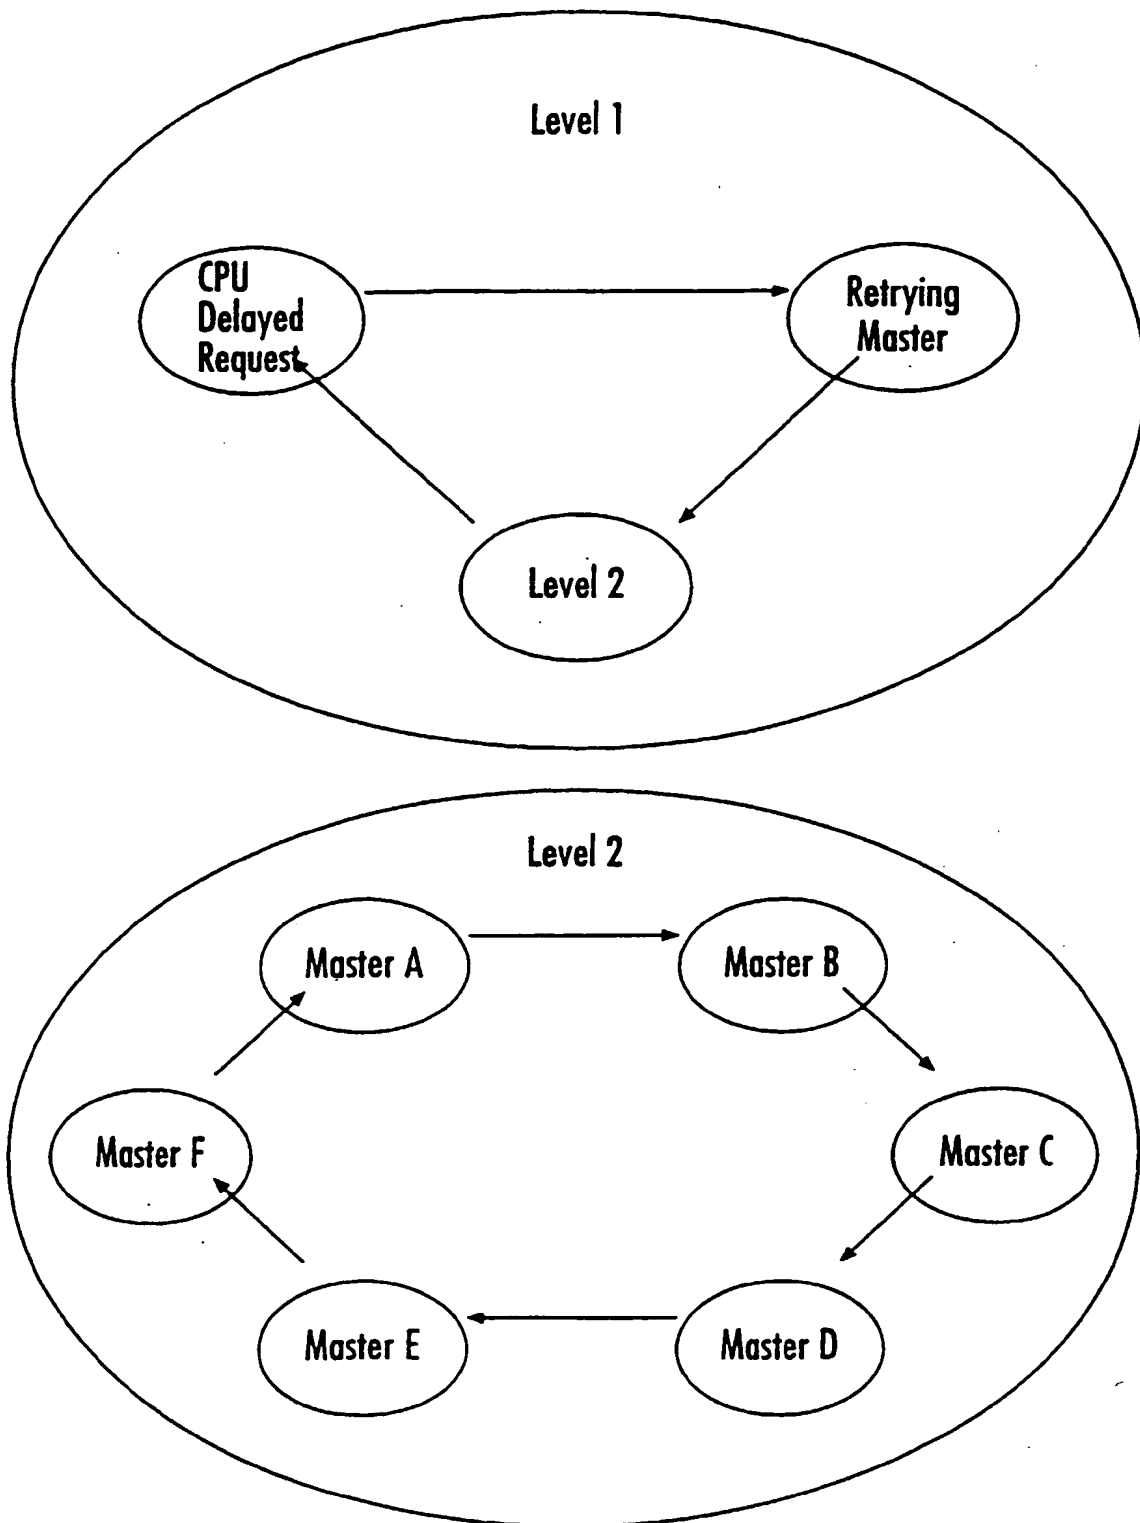 Level 1
CPU
Delayed
Request
Retrying
Master
Level 2
Level 2
Master A
Master B
Master F
Master C
Master E
Master D